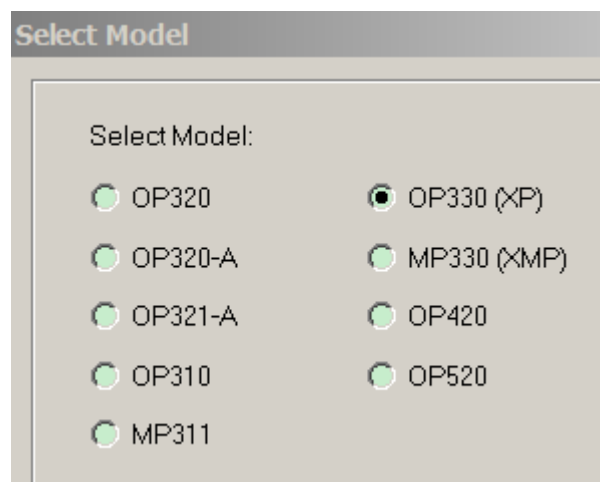 Select Model
Select Model:
OP320
OP330 (XP)
OP320-A
MP330 (XMP)
OP321-A
OP420
OP310
OP520
MP311